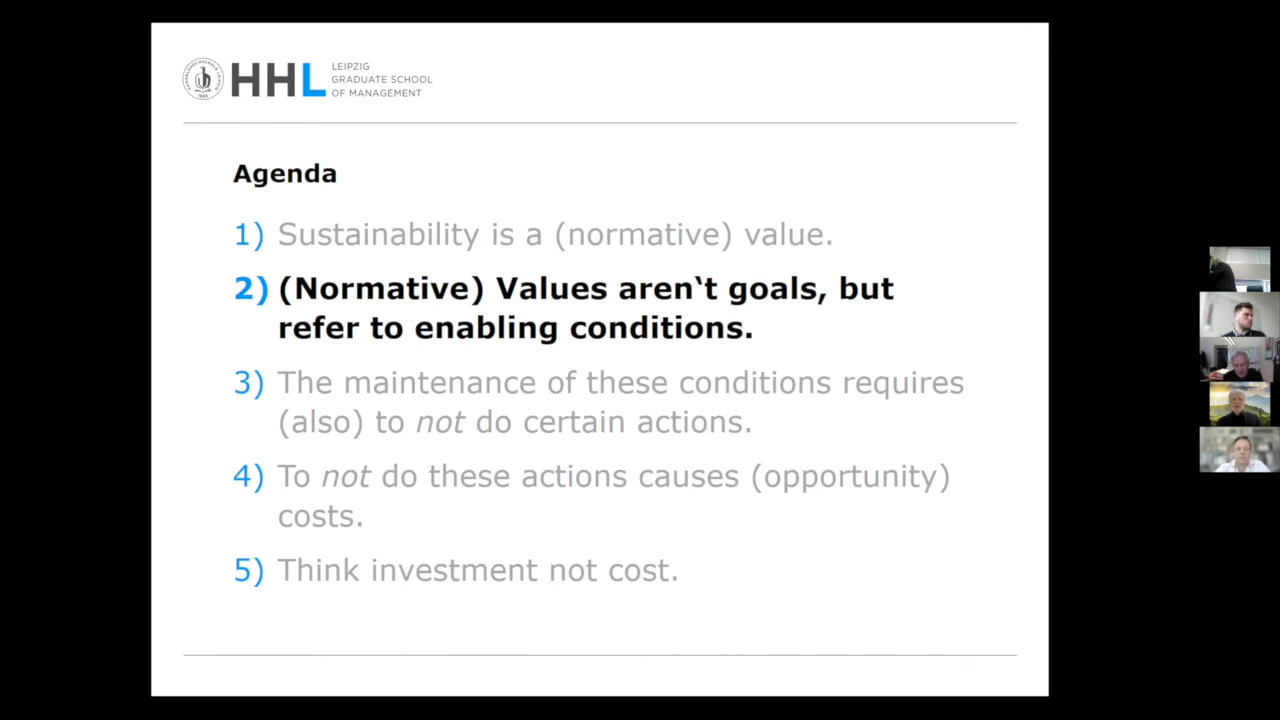 HHL
LEIPZIG
GRADUATE SCHOOL
OF MANAGEMENT
Agenda
1) Sustainability is a (normative) value.
2) (Normative) Values aren‘t goals, but
refer to enabling conditions.
3) The maintenance of these conditions requires
(also) to not do certain actions.
4) To not do these actions causes (opportunity)
costs.
5) Think investment not cost.